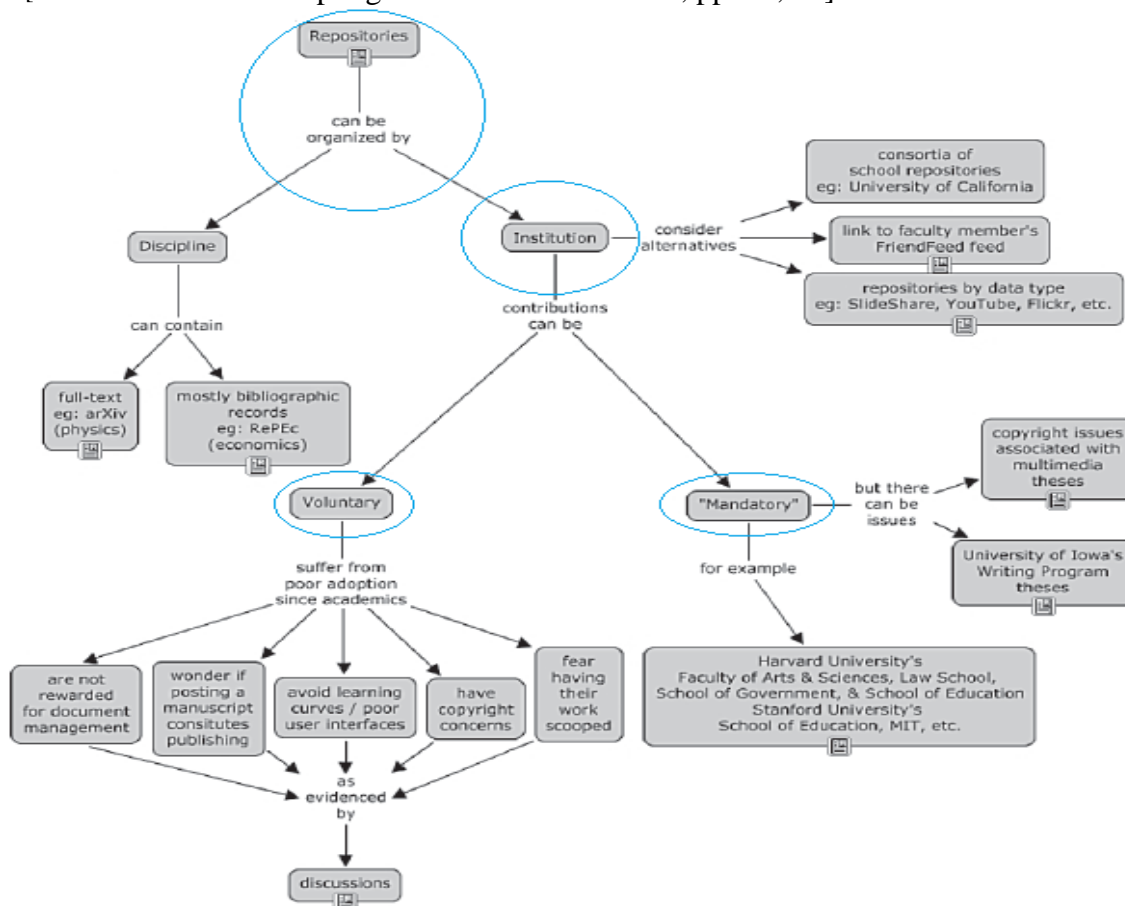 Repositories
can be
organized by
Discipline
Institution
consider
alternatives
consortia of
school repositories
eg: University of California
link to faculty member's
FriendFeed feed
repositories by data type
eg: SlideShare, YouTube, Flickr, etc.
can contain
full-text
eg: arXiv
(physics)
mostly bibliographic
records
eg: RePEc
(economics)
contributions
can be
Voluntary
"Mandatory"
but there
can be
issues
copyright issues
associated with
multimedia
theses
University of Iowa's
Writing Program
theses
suffer from
poor adoption
since academics
for example
are not
rewarded
for document
management
wonder if
posting a
manuscript
consitutes
publishing
avoid learning
curves / poor
user interfaces
have
copyright
concerns
fear
having
their
work
scooped
Harvard University's
Faculty of Arts & Sciences, Law School,
School of Government, & School of Education
Stanford University's
School of Education, MIT, etc.
as
evidenced
by
discussions